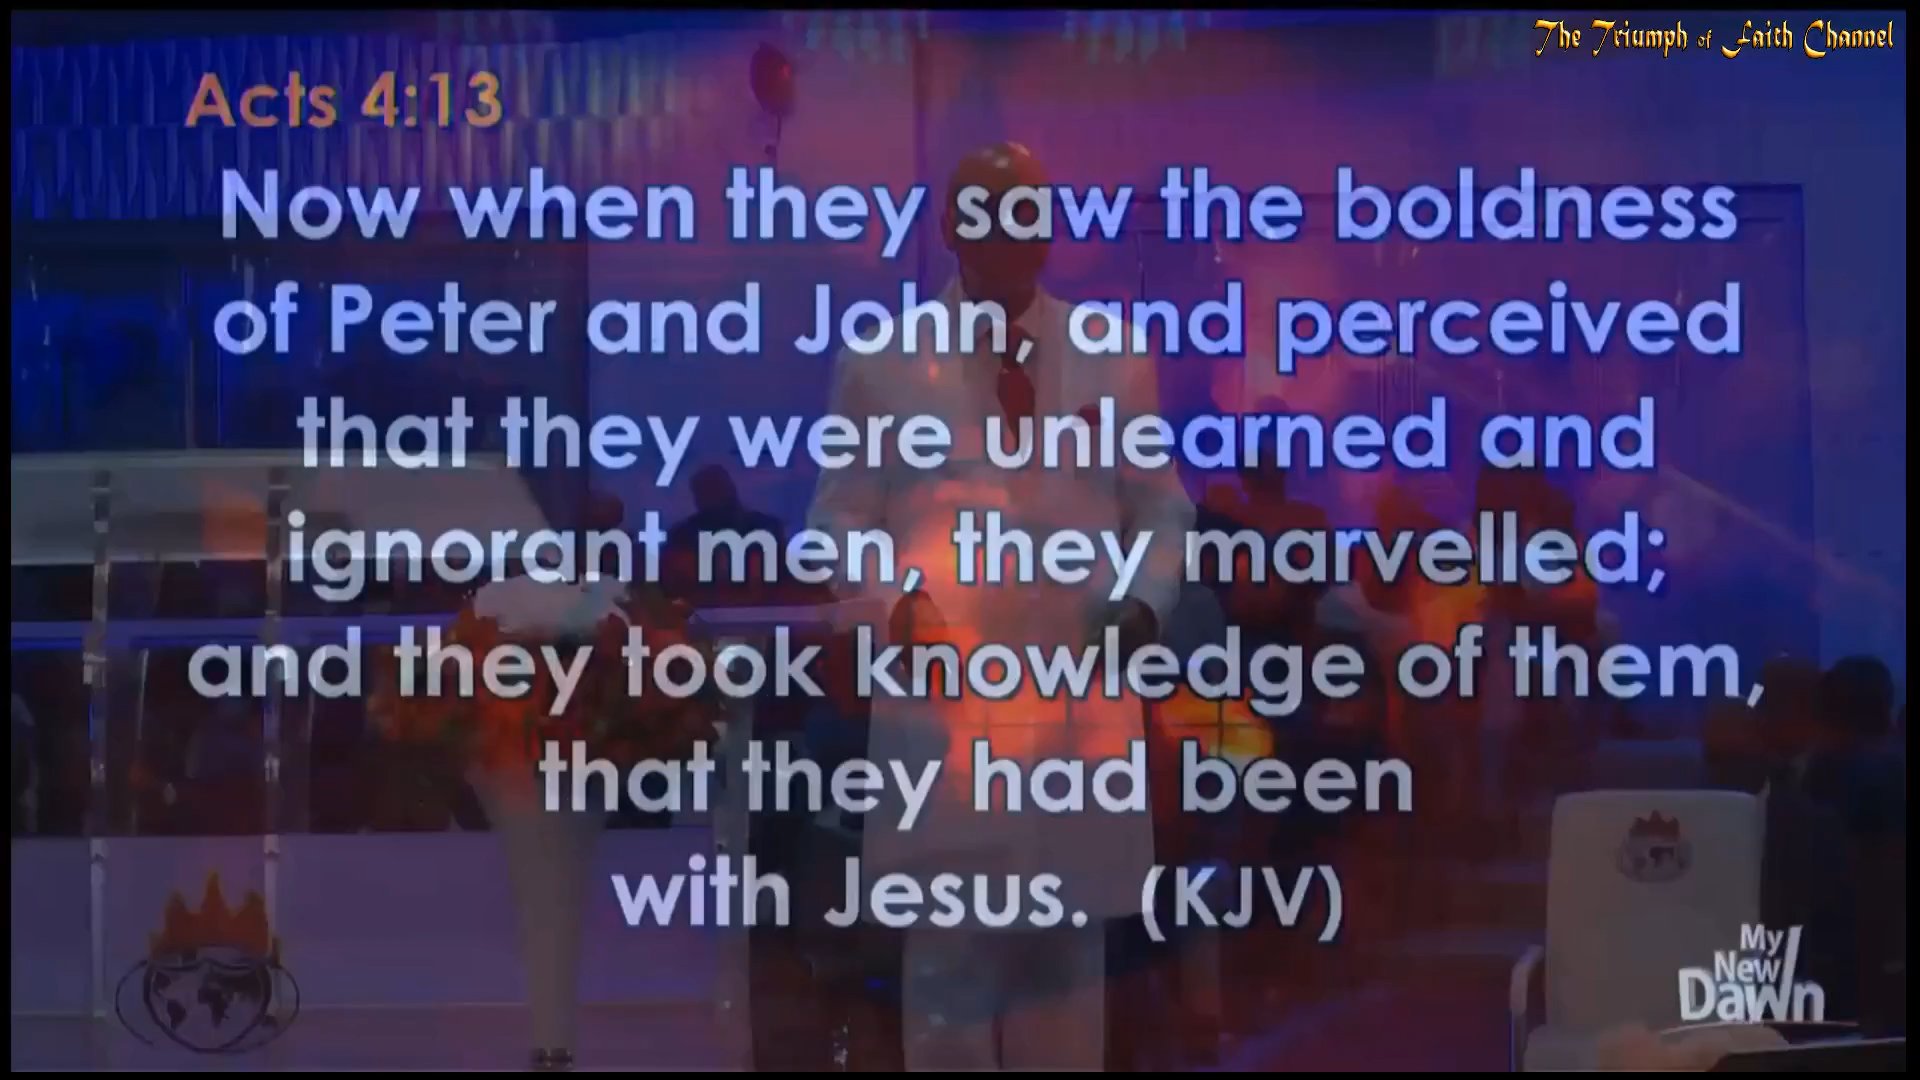 The Triumph of Faith Channel
Acts 4:13
Now when they saw the boldness
of Peter and John, and perceived
that they were unlearned and
ignorant men, they marvelled;
and they took knowledge of them,
that they had been
with Jesus. (KJV)
My
New
Dawn